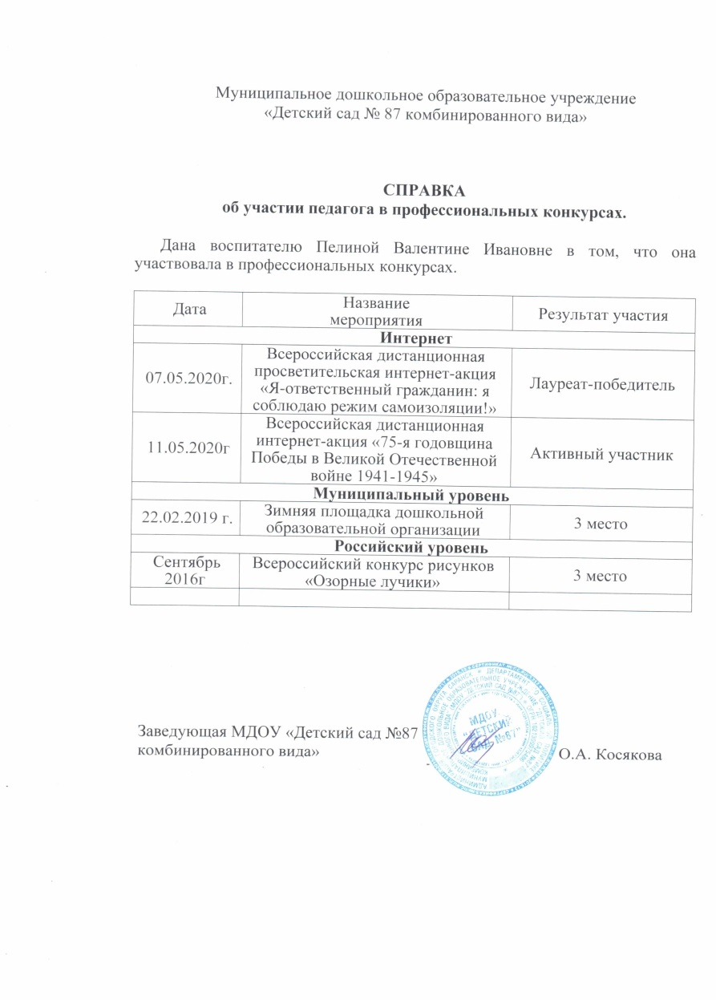 Муниципальное дошкольное образовательное учреждение
«Детский сад № 87 комбинированного вида»
СПРАВКА
об участии педагога в профессиональных конкурсах.
Дана воспитателю Пелиной Валентине Ивановне в том, что она
участвовала в профессиональных конкурсах.
Дата
Название
мероприятия
Результат участия
Интернет
07.05.2020г.
Всероссийская дистанционная
просветительская интернет-акция
«Я-ответственный гражданин: я
соблюдаю режим самоизоляции!»
Лауреат-победитель
11.05.2020г
Всероссийская дистанционная
интернет-акция «75-я годовщина
Победы в Великой Отечественной
войне 1941-1945»
Активный участник
Муниципальный уровень
22.02.2019 г.
Зимняя площадка дошкольной
образовательной организации
3 место
Российский уровень
Сентябрь
2016г
Всероссийский конкурс рисунков
«Озорные лучики»
3 место
Заведующая МДОУ «Детский сад №87
комбинированного вида»
О.А. Косякова
МДОУ
"ДЕТСКИЙ
САД №87"